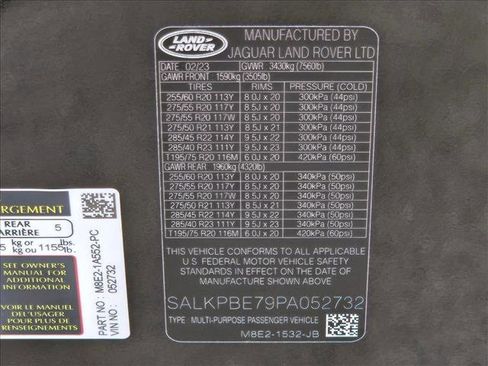 LAND ROVER
MANUFACTURED BY
JAGUAR LAND ROVER LTD
DATE 02/23 GVWR 3430kg (7560lb)
GAWR FRONT 1590kg (3505lb)
TYRES/TIRES RIMS PRESSURE (COLD)
255/60 R20 113Y 8.0J x 20 300kPa (44psi)
275/55 R20 117Y 8.5J x 20 300kPa (44psi)
275/55 R20 117W 8.5J x 20 300kPa (44psi)
275/50 R21 113Y 8.5J x 21 300kPa (44psi)
285/45 R22 114Y 9.5J x 22 300kPa (44psi)
285/40 R23 111Y 9.5J x 23 300kPa (44psi)
T195/75 R20 116M 6.0J x 20 420kPa (60psi)
GAWR REAR 1960kg (4320lb)
255/60 R20 113Y 8.0J x 20 340kPa (50psi)
275/55 R20 117Y 8.5J x 20 340kPa (50psi)
275/55 R20 117W 8.5J x 20 340kPa (50psi)
275/50 R21 113Y 8.5J x 21 340kPa (50psi)
285/45 R22 114Y 9.5J x 22 340kPa (50psi)
285/40 R23 111Y 9.5J x 23 340kPa (50psi)
T195/75 R20 116M 6.0J x 20 420kPa (60psi)
THIS VEHICLE CONFORMS TO ALL APPLICABLE
U.S. FEDERAL MOTOR VEHICLE SAFETY
STANDARDS IN EFFECT ON THE DATE OF
MANUFACTURE SHOWN ABOVE.
SALKPBE79PA052732
TYPE: MULTI-PURPOSE PASSENGER VEHICLE
M8E2-1532-JB
RGEMENT
REAR
ARRIÈRE 5
5 kg or lbs.
kg ou 1155 lb.
SEE OWNER'S
MANUAL FOR
ADDITIONAL
INFORMATION
VOIR LE MANUEL
DE L'USAGER
POUR PLUS DE
RENSEIGNEMENTS
PART NO: M8E2-1A552-PC
VIN NO: 052732